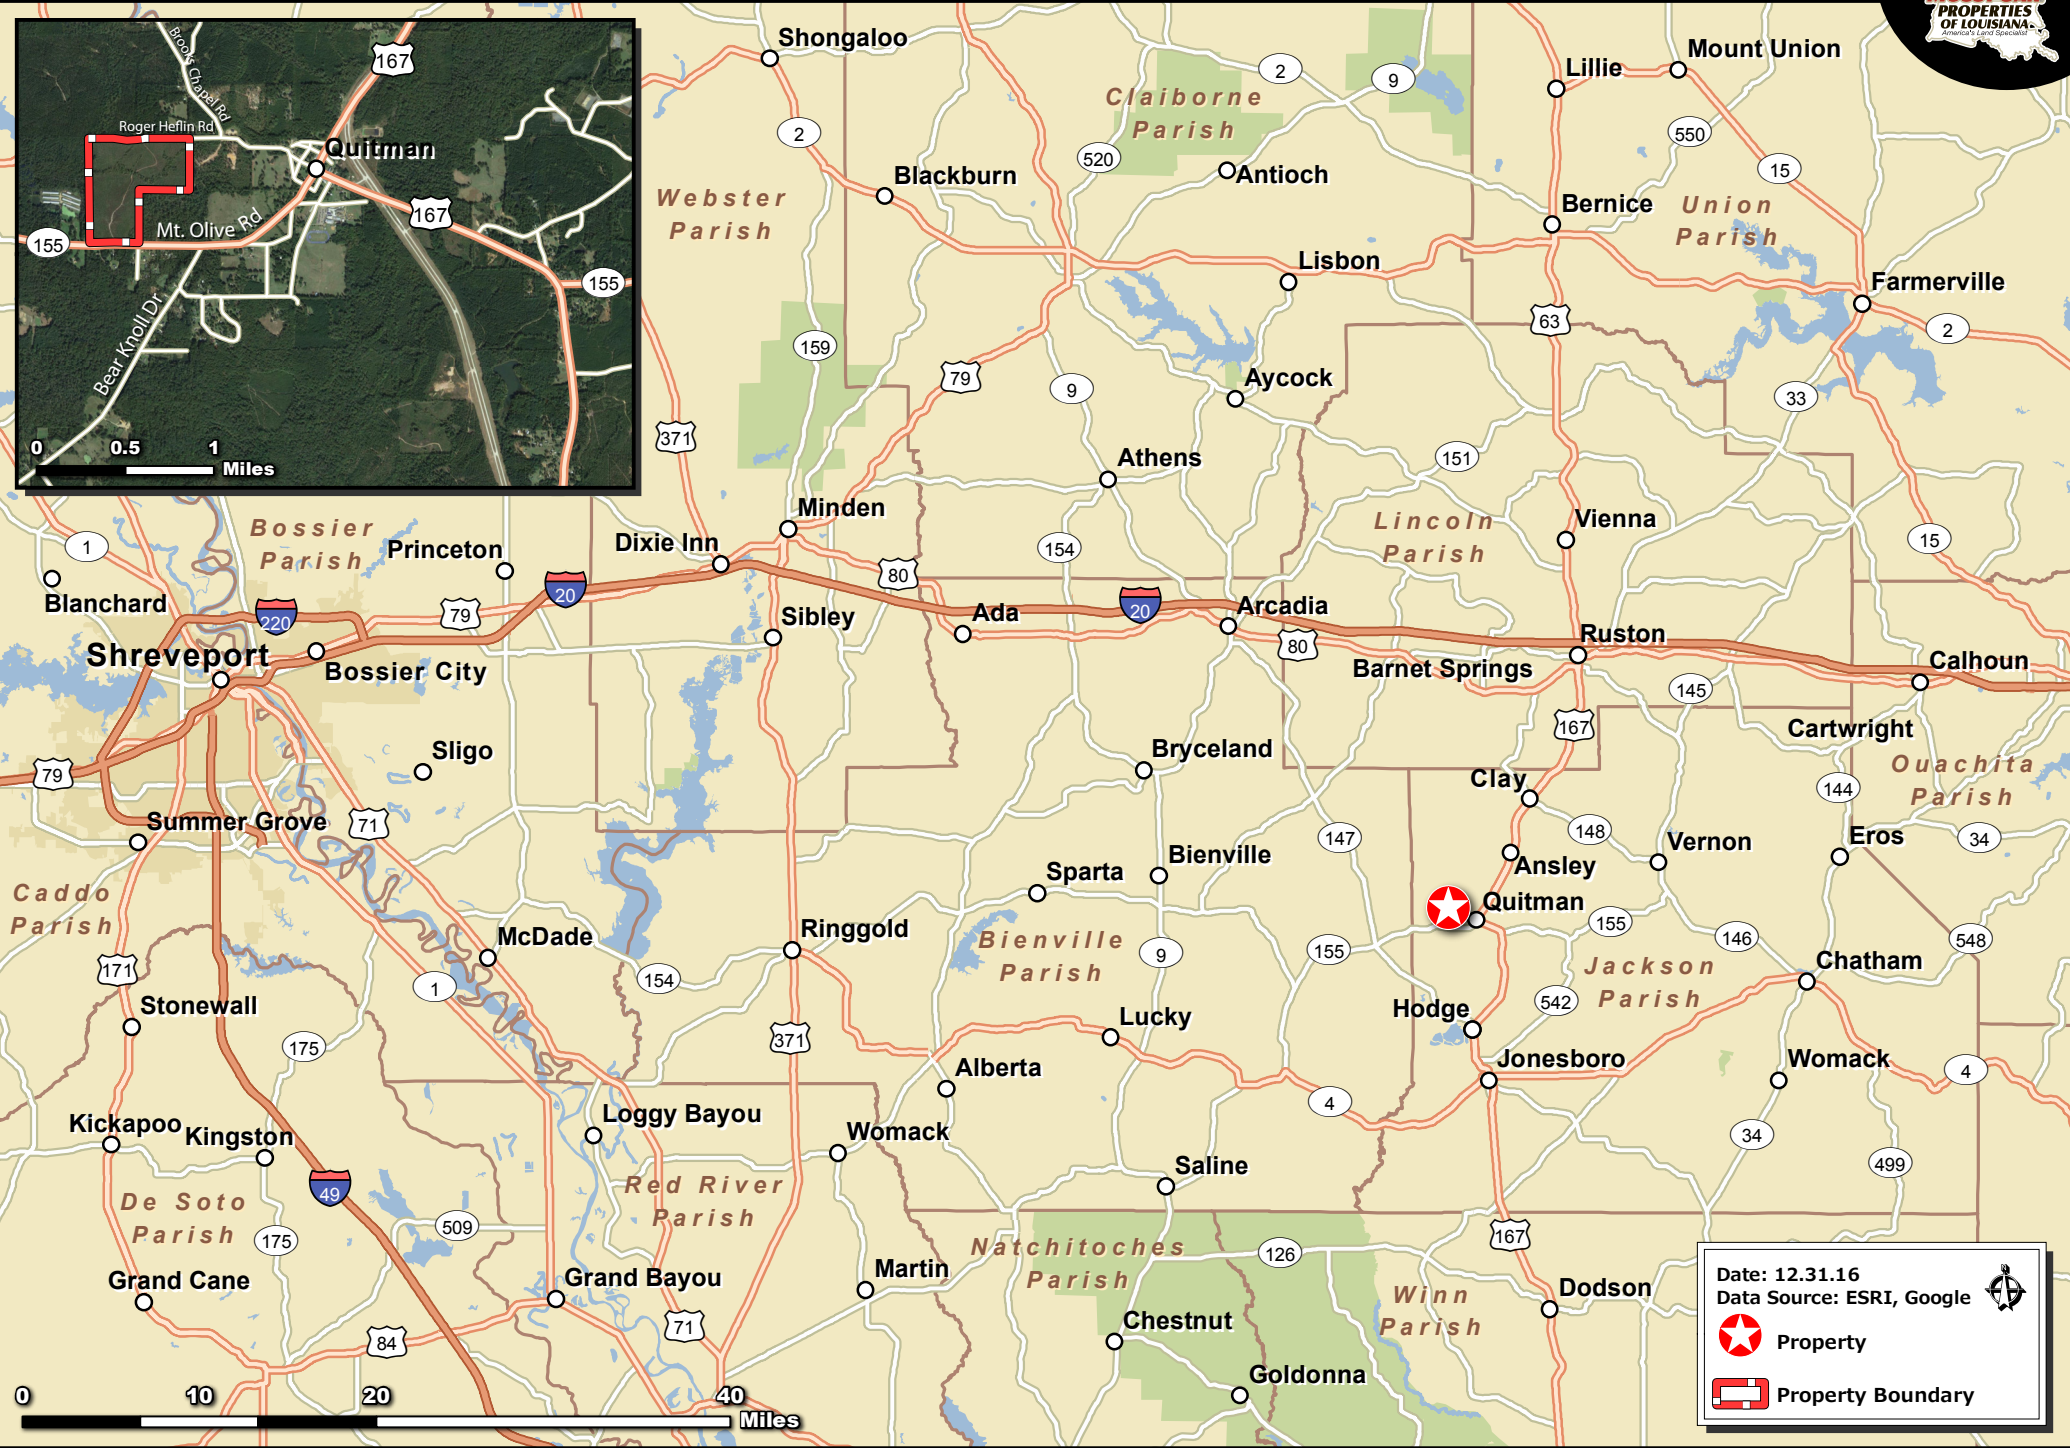 Brooks Chapel Rd
167
Roger Heflin Rd
Quitman
167
Mt. Olive Rd
155
155
Bear Knoll Dr
0 0.5 1
Miles
PROPERTIES
OF LOUISIANA
America's Land Specialist
Shongaloo
Mount Union
Lillie
2
9
Claiborne
Parish
2
550
520
15
Antioch
Blackburn
Webster
Parish
Bernice
Union
Parish
Lisbon
Farmerville
63
2
159
79
9
Aycock
33
371
151
Athens
Minden
Lincoln
Parish
Vienna
Bossier
Parish
Princeton
Dixie Inn
1
154
15
80
20
Blanchard
79
220
Sibley
Ada
20
Arcadia
80
Ruston
Barnet Springs
Calhoun
Shreveport
Bossier City
145
167
Cartwright
Sligo
Bryceland
79
Clay
Ouachita
Parish
144
Summer Grove
71
147
148
Vernon
Eros
34
Bienville
Ansley
Sparta
Caddo
Parish
Quitman
155
146
548
Ringgold
McDade
Bienville
Parish
9
155
Jackson
Parish
Chatham
171
154
1
542
Stonewall
Hodge
Lucky
371
175
Alberta
Jonesboro
Womack
4
4
Loggy Bayou
Kickapoo
Kingston
Womack
34
499
Saline
49
De Soto
Parish
Red River
Parish
509
175
167
Natchitoches
Parish
126
Martin
Grand Cane
Grand Bayou
Dodson
Winn
Parish
71
84
Chestnut
Goldonna
0 10 20 40
Miles
Date: 12.31.16
Data Source: ESRI, Google
Property
Property Boundary